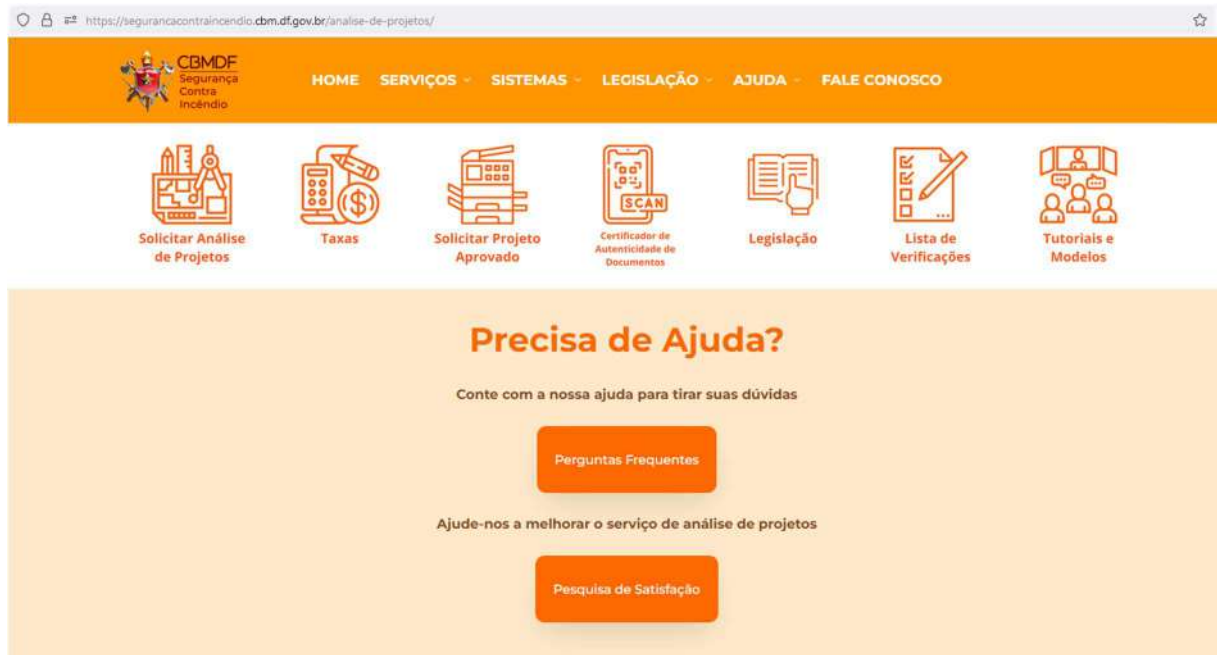 https://segurancacontraincendio.cbm.df.gov.br/analise-de-projetos/
CBMDF
Segurança
Contra
Incêndio
HOME SERVIÇOS SISTEMAS LEGISLAÇÃO AJUDA FALE CONOSCO
SCAN
Solicitar Análise
de Projetos
Taxas
Solicitar Projeto
Aprovado
Certificador de
Autenticidade de
Documentos
Legislação
Lista de
Verificações
Tutoriais e
Modelos
Precisa de Ajuda?
Conte com a nossa ajuda para tirar suas dúvidas
Perguntas Frequentes
Ajude-nos a melhorar o serviço de análise de projetos
Pesquisa de Satisfação